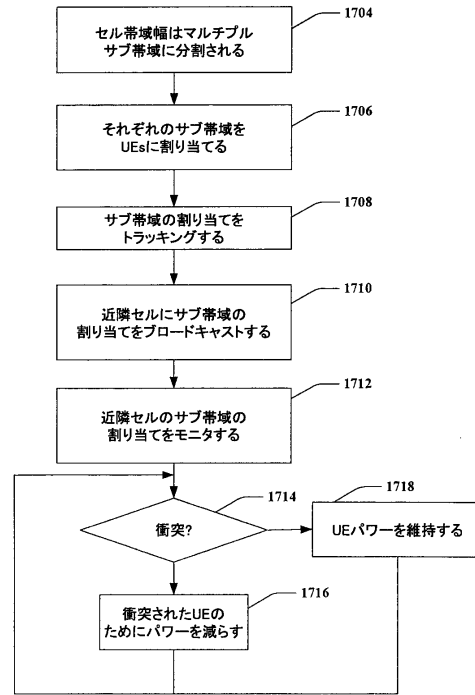 セル帯域幅はマルチプル
サブ帯域に分割される
1704
それぞれのサブ帯域を
UEsに割り当てる
1706
サブ帯域の割り当てを
トラッキングする
1708
近隣セルにサブ帯域の
割り当てをブロードキャストする
1710
近隣セルのサブ帯域の
割り当てをモニタする
1712
衝突?
1714
UEパワーを維持する
1718
衝突されたUEの
ためにパワーを減らす
1716